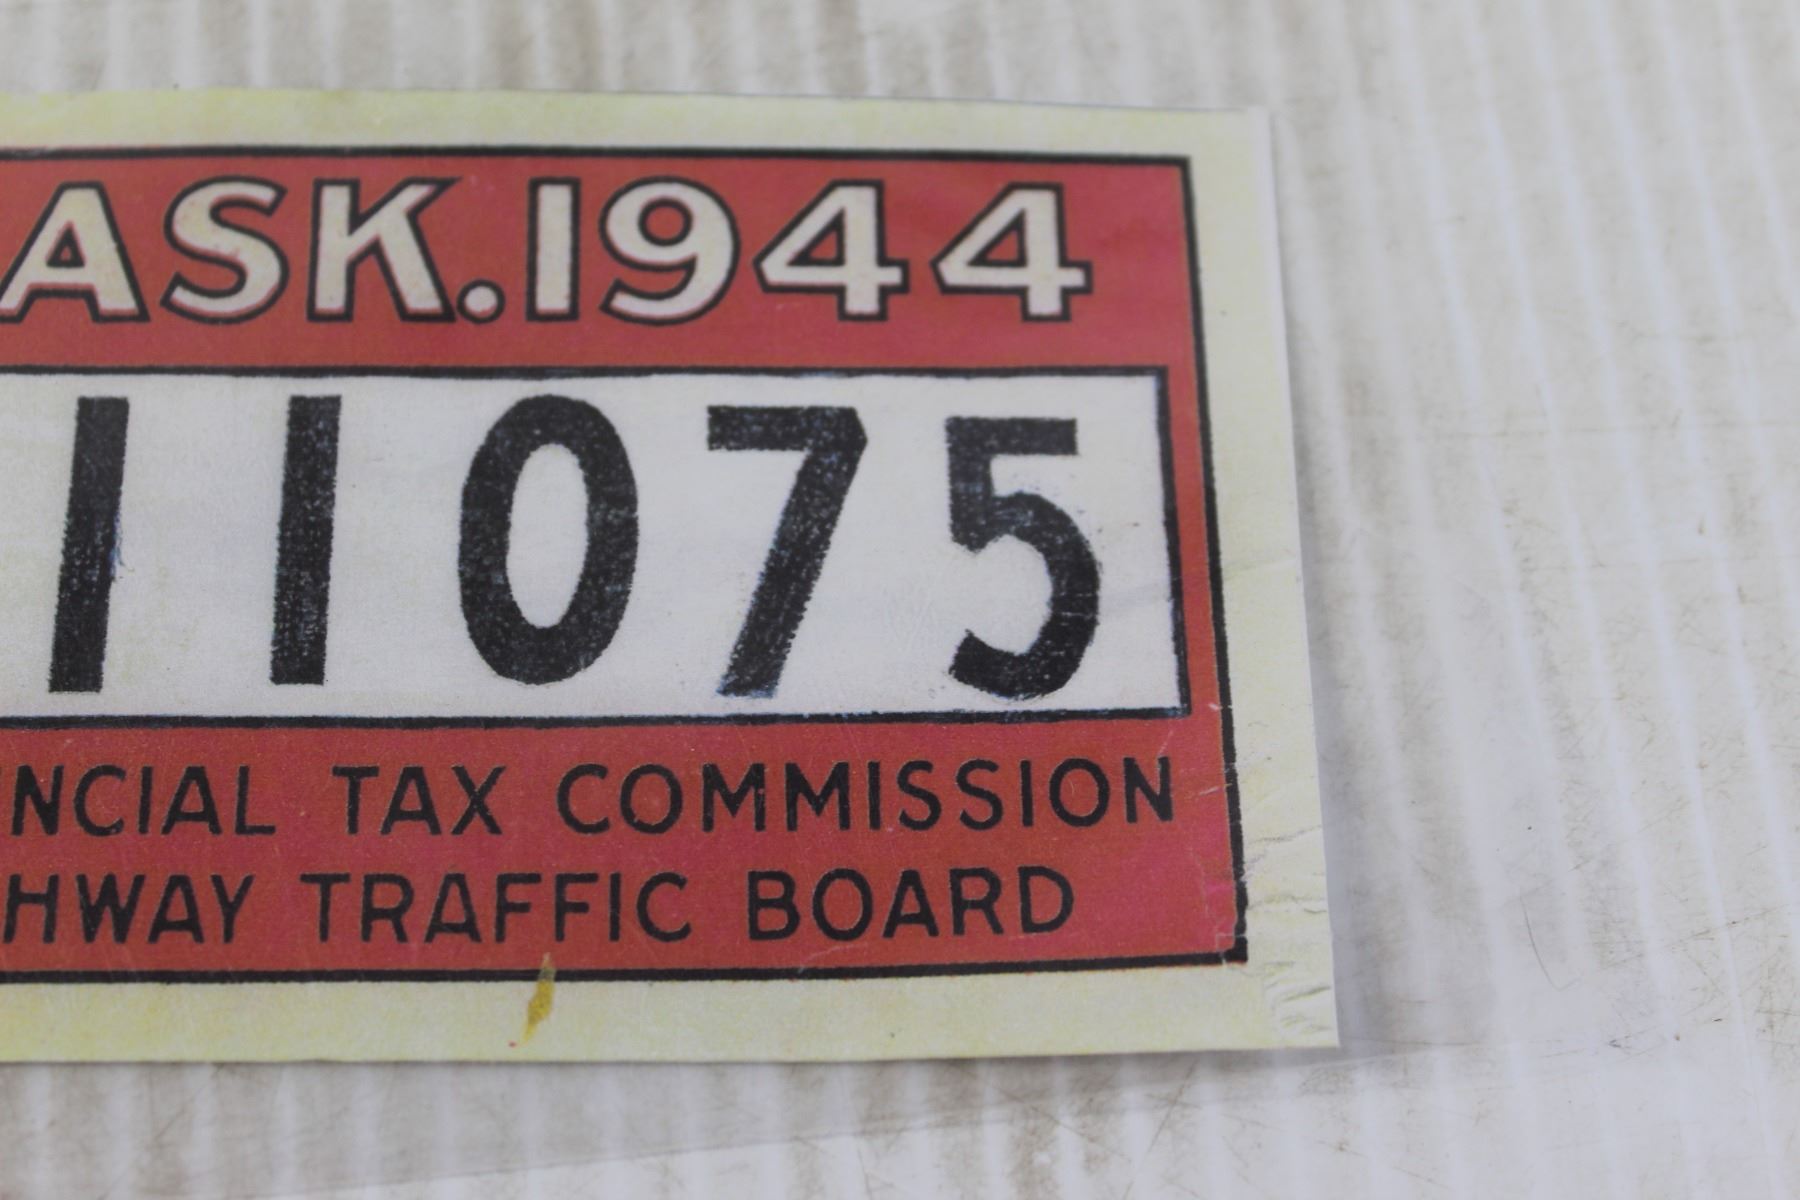 ASK. 1944
11075
NCIAL TAX COMMISSION
HWAY TRAFFIC BOARD